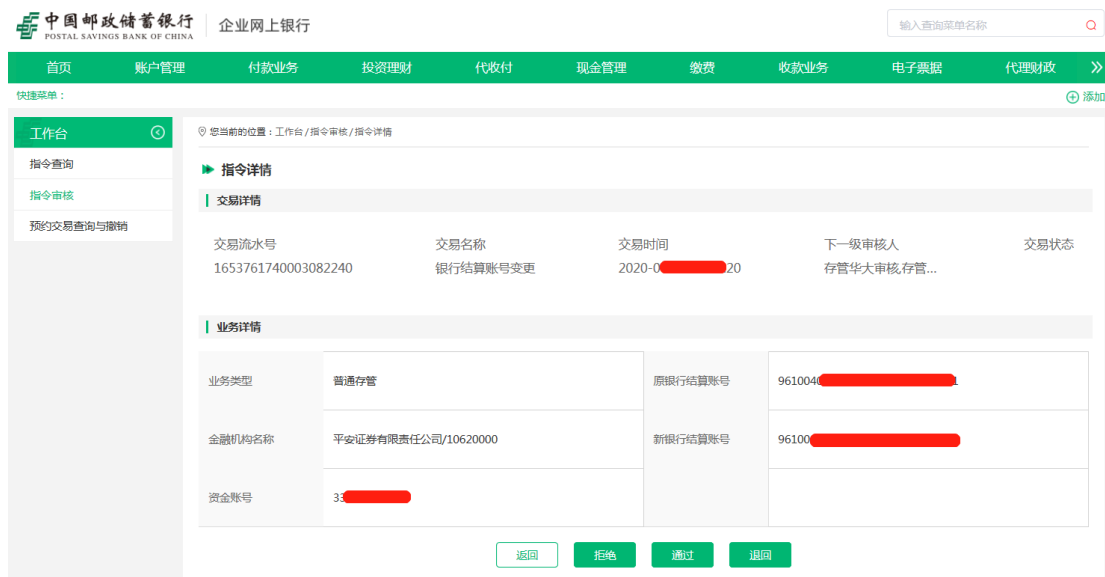 中国邮政储蓄银行 企业网上银行 输入查询菜单名称
POSTAL SAVINGS BANK OF CHINA
首页 账户管理 付款业务 投资理财 代收付 现金管理 缴费 收款业务 电子票据 代理财政
快捷菜单： 添加
工作台 您当前的位置：工作台/指令审核/指令详情
指令查询 指令详情
指令审核 交易详情
预约交易查询与撤销
交易流水号 交易名称 交易时间 下一级审核人 交易状态
1653761740003082240 银行结算账号变更 2020-0 20 存管华大审核,存管...
业务详情
业务类型 普通存管 原银行结算账号 9610040 1
金融机构名称 平安证券有限责任公司/10620000 新银行结算账号 96100
资金账号 33
返回 拒绝 通过 退回